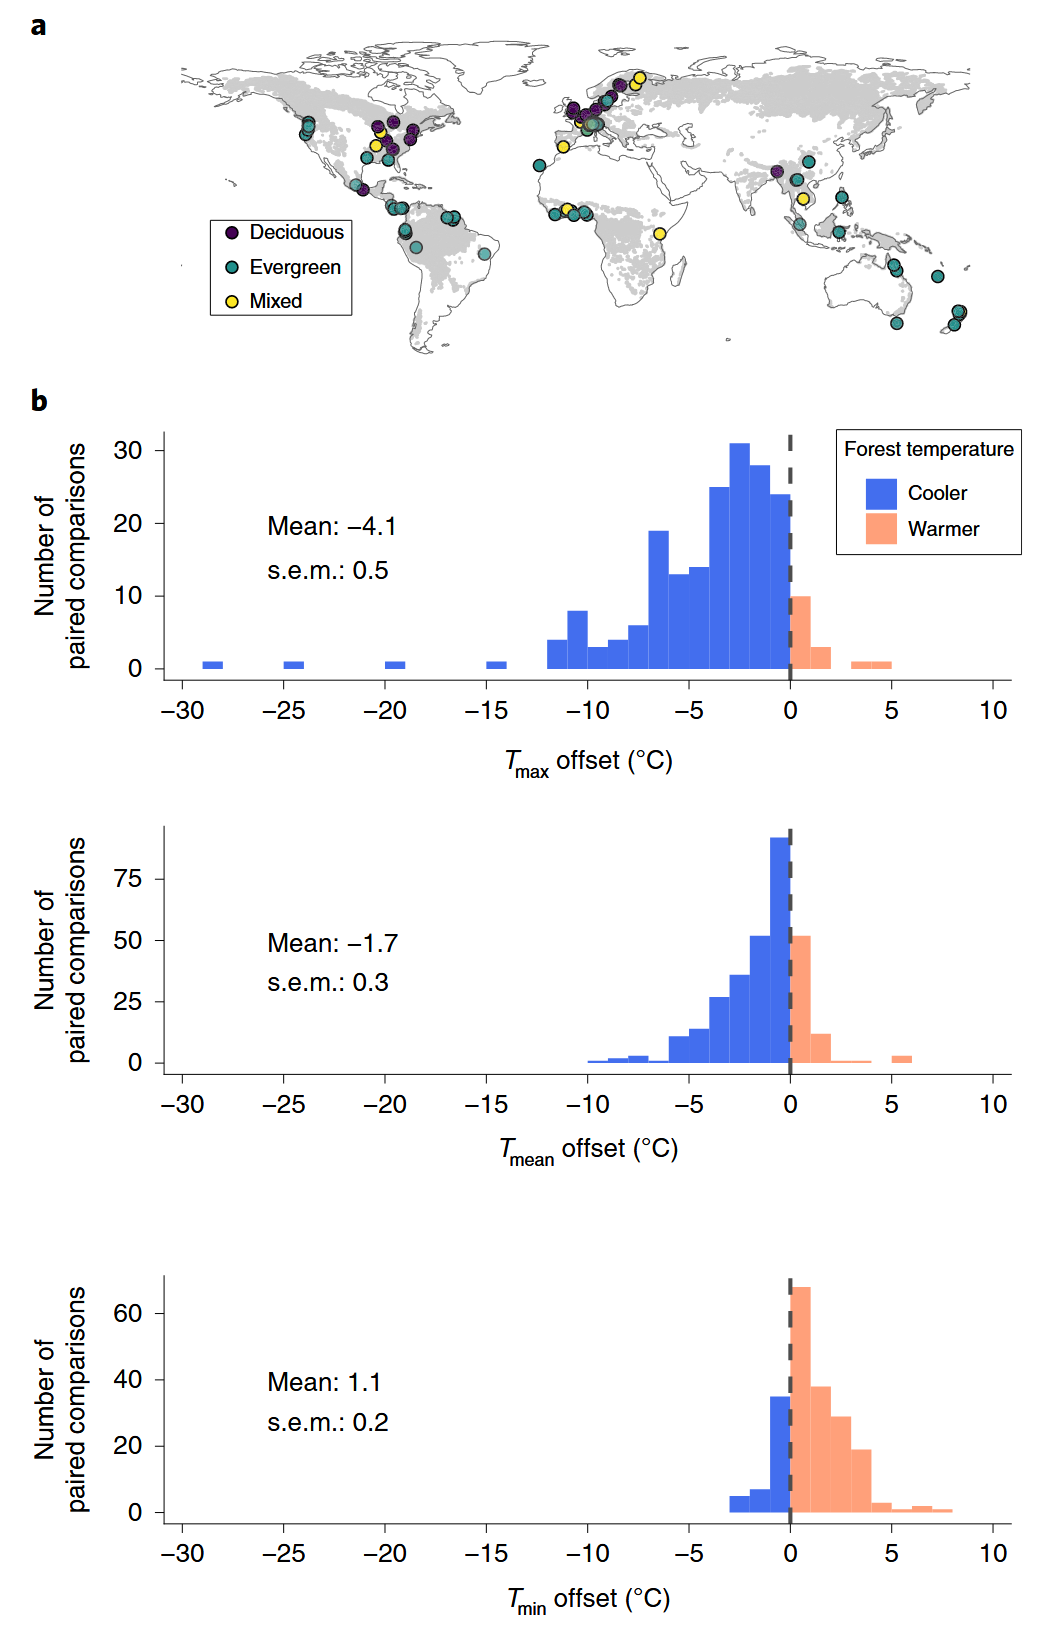 a
Deciduous
Evergreen
Mixed
b
Number of
paired comparisons
30
20
10
0
Mean: −4.1
s.e.m.: 0.5
Forest temperature
Cooler
Warmer
−30 −25 −20 −15 −10 −5 0 5 10
Tmax offset (°C)
Number of
paired comparisons
75
50
25
0
Mean: −1.7
s.e.m.: 0.3
−30 −25 −20 −15 −10 −5 0 5 10
Tmean offset (°C)
Number of
paired comparisons
60
40
20
0
Mean: 1.1
s.e.m.: 0.2
−30 −25 −20 −15 −10 −5 0 5 10
Tmin offset (°C)